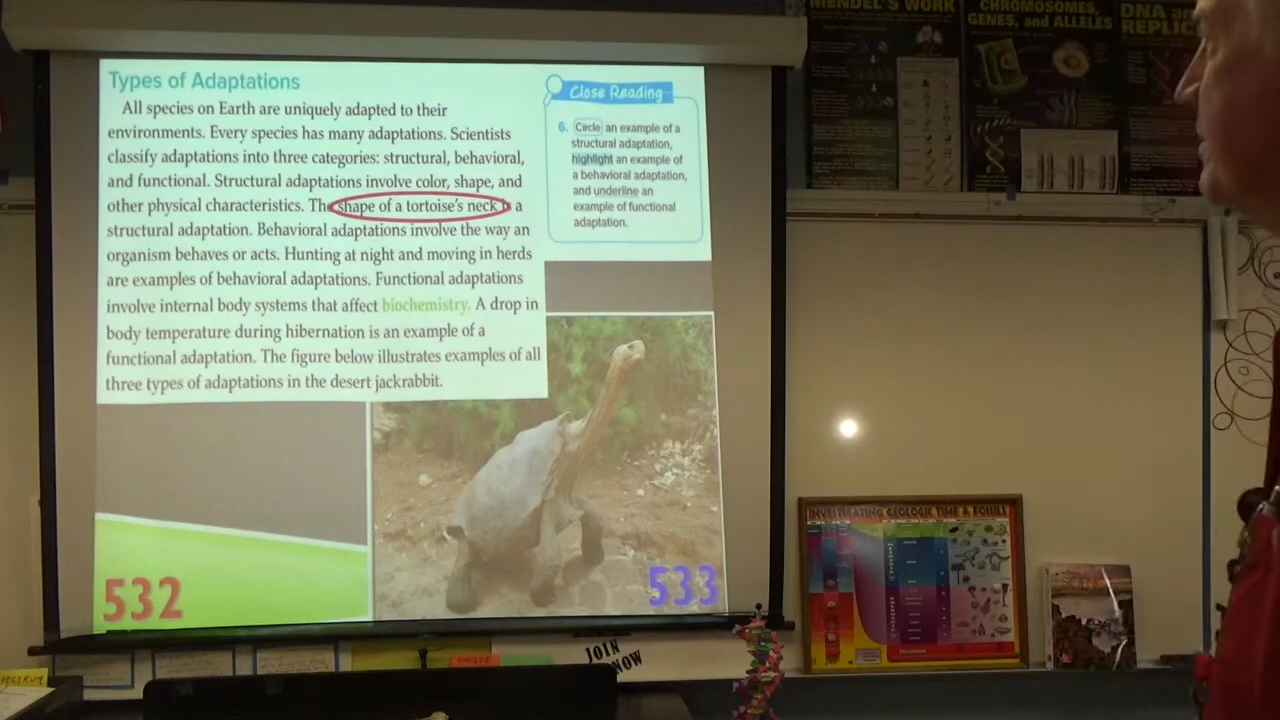 MENDEL'S WORK
CHROMOSOMES,
GENES, and ALLELES
DNA
REPLIC
Types of Adaptations
All species on Earth are uniquely adapted to their
environments. Every species has many adaptations. Scientists
classify adaptations into three categories: structural, behavioral,
and functional. Structural adaptations involve color, shape, and
other physical characteristics. The shape of a tortoise's neck is a
structural adaptation. Behavioral adaptations involve the way an
organism behaves or acts. Hunting at night and moving in herds
are examples of behavioral adaptations. Functional adaptations
involve internal body systems that affect biochemistry. A drop in
body temperature during hibernation is an example of a
functional adaptation. The figure below illustrates examples of all
three types of adaptations in the desert jackrabbit.
Close Reading
6. Circle an example of a
structural adaptation,
highlight an example of
a behavioral adaptation,
and underline an
example of functional
adaptation.
532
533
INVESTIGATING GEOLOGIC TIME & FOSSILS
JOIN
NOW
UNIQUE